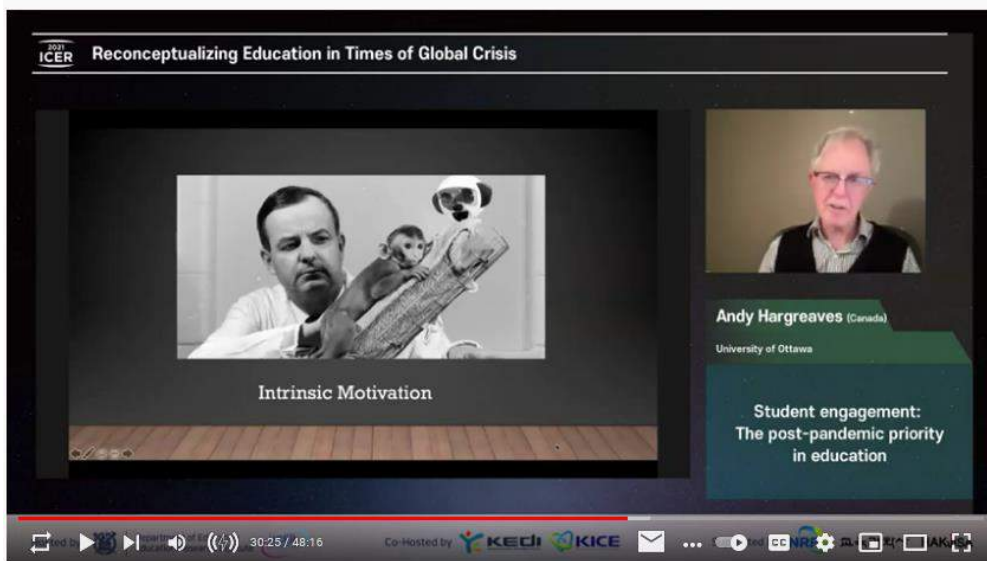 2021
ICER
Reconceptualizing Education in Times of Global Crisis
Intrinsic Motivation
Andy Hargreaves (Canada)
University of Ottawa
Student engagement:
The post-pandemic priority
in education
30:25 / 48:16
Co-Hosted by KEDI KICE
CC